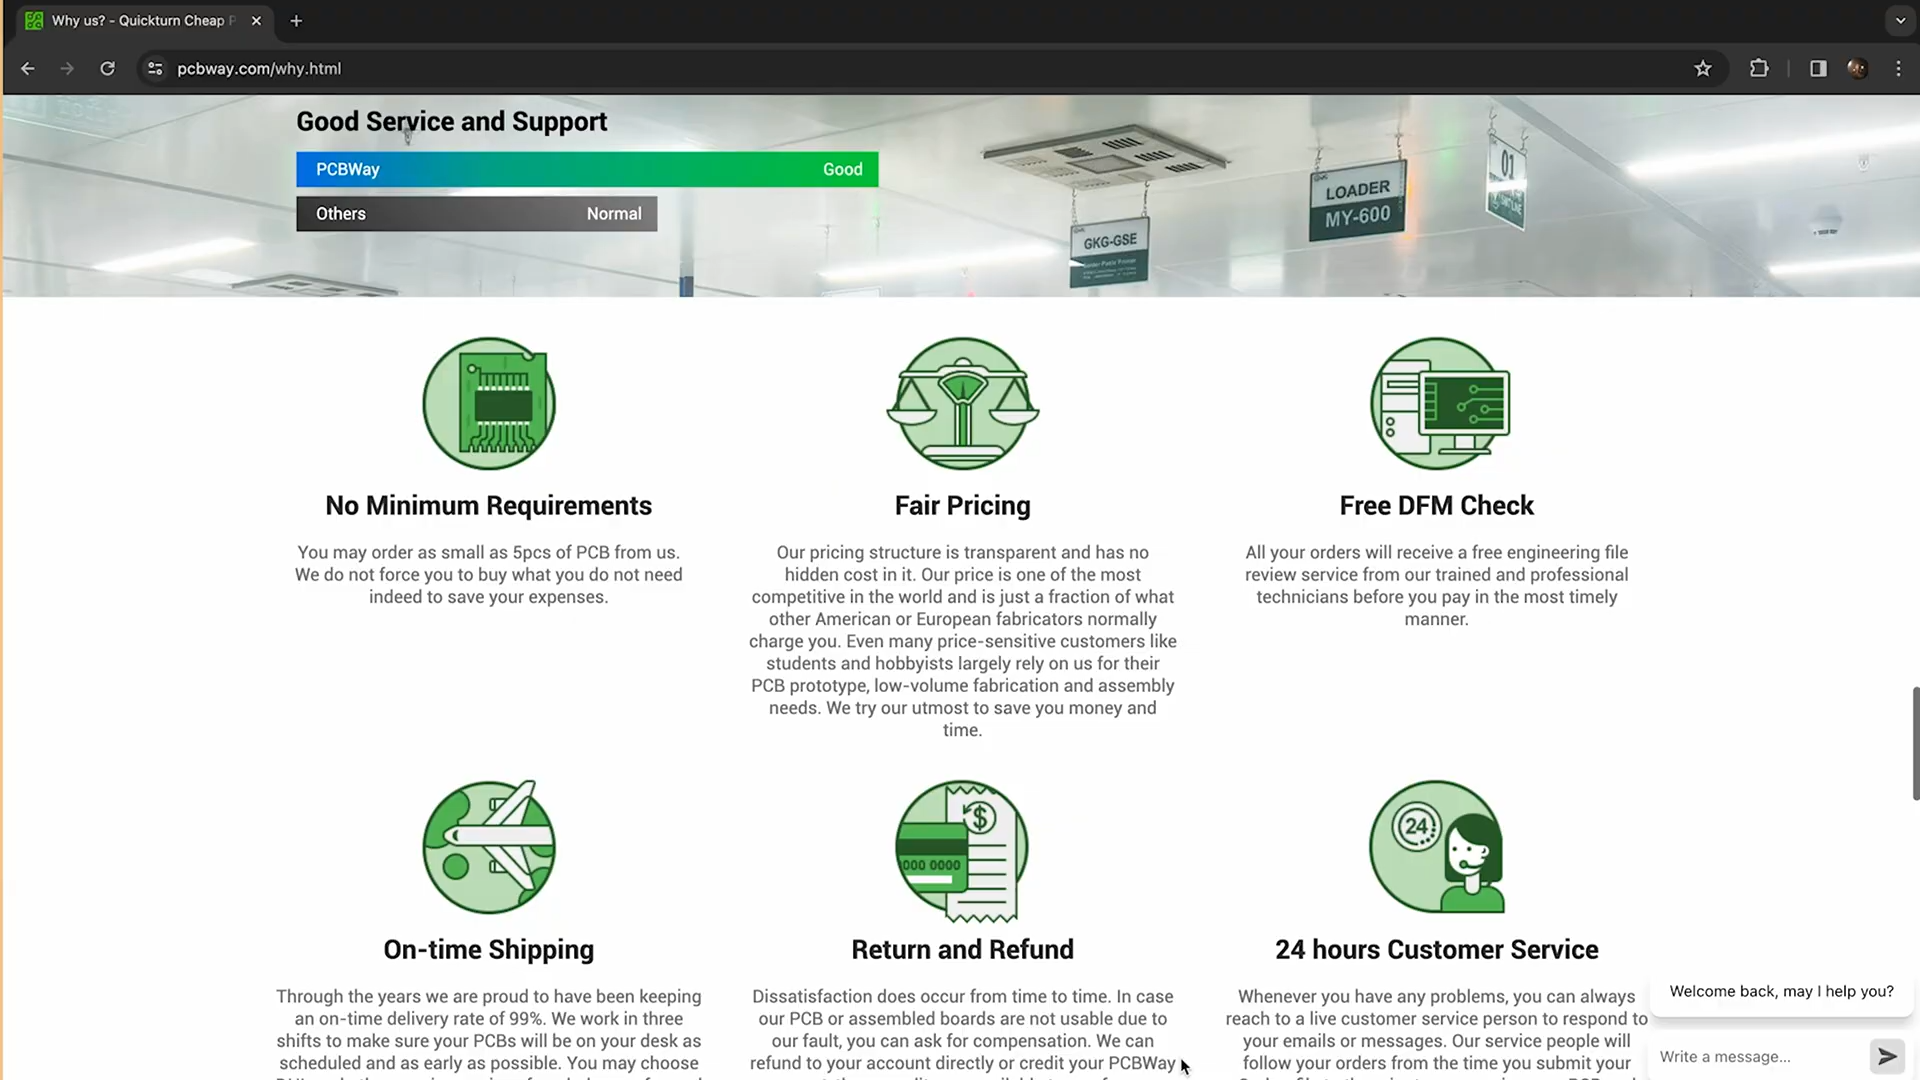 Why us? - Quickturn Cheap P
pcbway.com/why.html
Good Service and Support
PCBWay Good
Others Normal
GKG-GSE
LOADER
MY-600
01
No Minimum Requirements
You may order as small as 5pcs of PCB from us.
We do not force you to buy what you do not need
indeed to save your expenses.
Fair Pricing
Our pricing structure is transparent and has no
hidden cost in it. Our price is one of the most
competitive in the world and is just a fraction of what
other American or European fabricators normally
charge you. Even many price-sensitive customers like
students and hobbyists largely rely on us for their
PCB prototype, low-volume fabrication and assembly
needs. We try our utmost to save you money and
time.
Free DFM Check
All your orders will receive a free engineering file
review service from our trained and professional
technicians before you pay in the most timely
manner.
On-time Shipping
Through the years we are proud to have been keeping
an on-time delivery rate of 99%. We work in three
shifts to make sure your PCBs will be on your desk as
scheduled and as early as possible. You may choose
$
000 0000
Return and Refund
Dissatisfaction does occur from time to time. In case
our PCB or assembled boards are not usable due to
our fault, you can ask for compensation. We can
refund to your account directly or credit your PCBWay
24
24 hours Customer Service
Whenever you have any problems, you can always
reach to a live customer service person to respond to
your emails or messages. Our service people will
follow your orders from the time you submit your
Welcome back, may I help you?
Write a message...